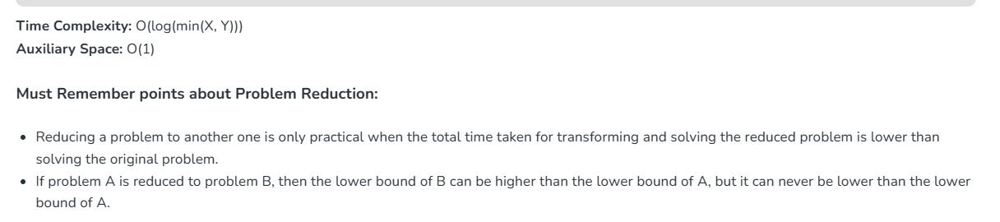 Time Complexity: O(log(min(X, Y)))
Auxiliary Space: O(1)
Must Remember points about Problem Reduction:
• Reducing a problem to another one is only practical when the total time taken for transforming and solving the reduced problem is lower than
solving the original problem.
• If problem A is reduced to problem B, then the lower bound of B can be higher than the lower bound of A, but it can never be lower than the lower
bound of A.